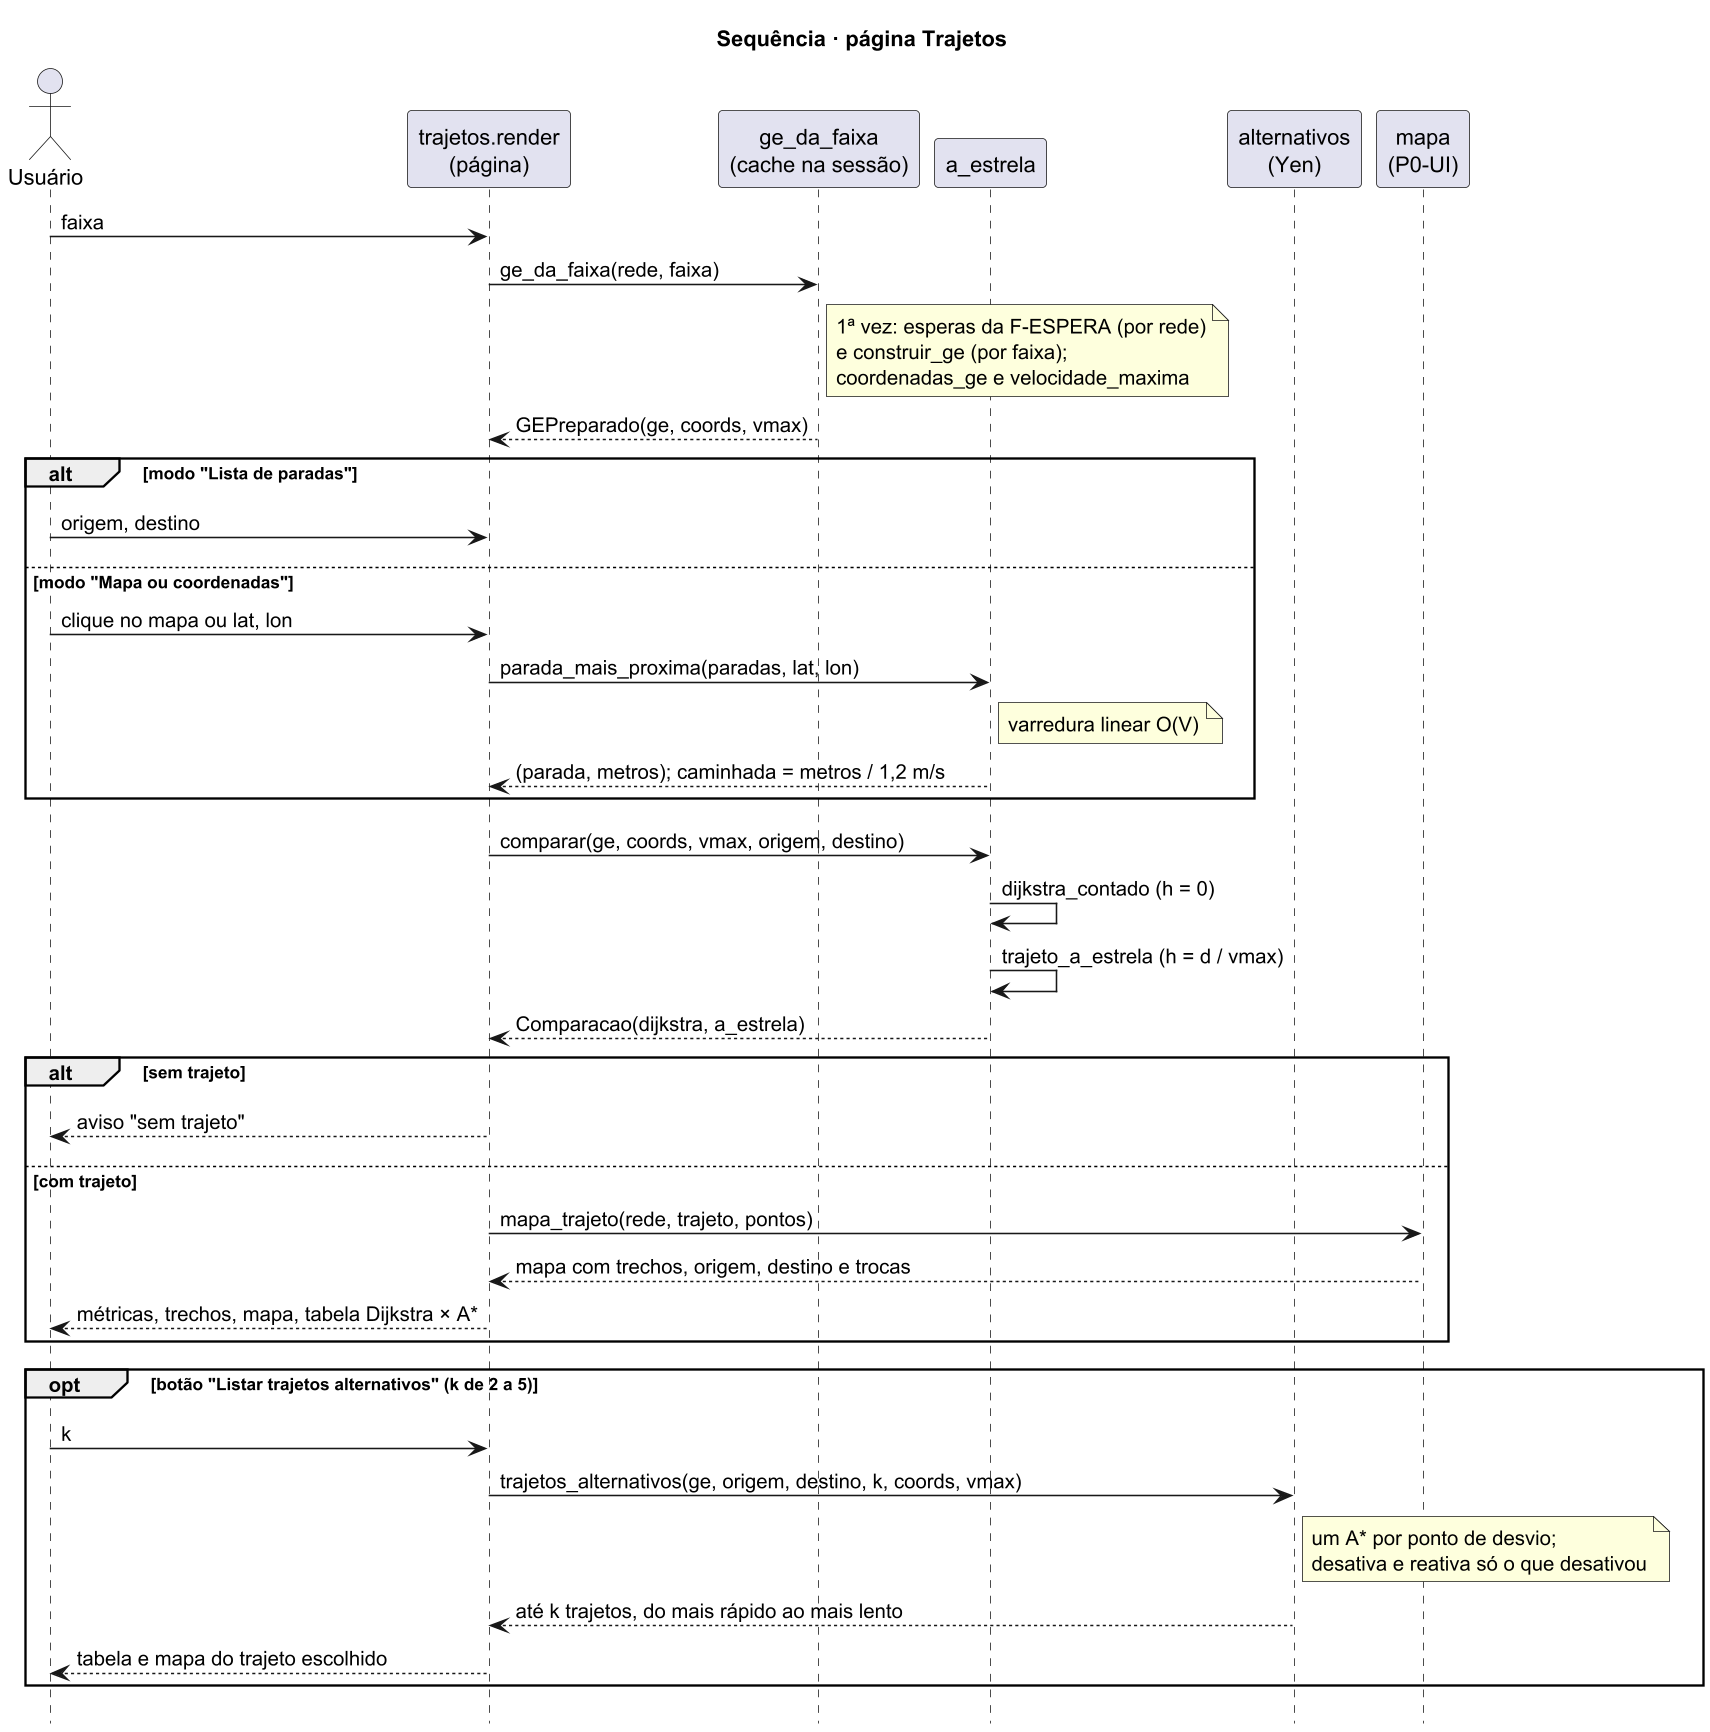 Sequência · página Trajetos
Usuário
trajetos.render
(página)
ge_da_faixa
(cache na sessão)
a_estrela
alternativos
(Yen)
mapa
(P0-UI)
faixa
ge_da_faixa(rede, faixa)
1ª vez: esperas da F-ESPERA (por rede)
e construir_ge (por faixa);
coordenadas_ge e velocidade_maxima
GEPreparado(ge, coords, vmax)
alt
[modo "Lista de paradas"]
origem, destino
[modo "Mapa ou coordenadas"]
clique no mapa ou lat, lon
parada_mais_proxima(paradas, lat, lon)
varredura linear O(V)
(parada, metros); caminhada = metros / 1,2 m/s
comparar(ge, coords, vmax, origem, destino)
dijkstra_contado (h = 0)
trajeto_a_estrela (h = d / vmax)
Comparacao(dijkstra, a_estrela)
alt
[sem trajeto]
aviso "sem trajeto"
[com trajeto]
mapa_trajeto(rede, trajeto, pontos)
mapa com trechos, origem, destino e trocas
métricas, trechos, mapa, tabela Dijkstra × A*
opt
[botão "Listar trajetos alternativos" (k de 2 a 5)]
k
trajetos_alternativos(ge, origem, destino, k, coords, vmax)
um A* por ponto de desvio;
desativa e reativa só o que desativou
até k trajetos, do mais rápido ao mais lento
tabela e mapa do trajeto escolhido